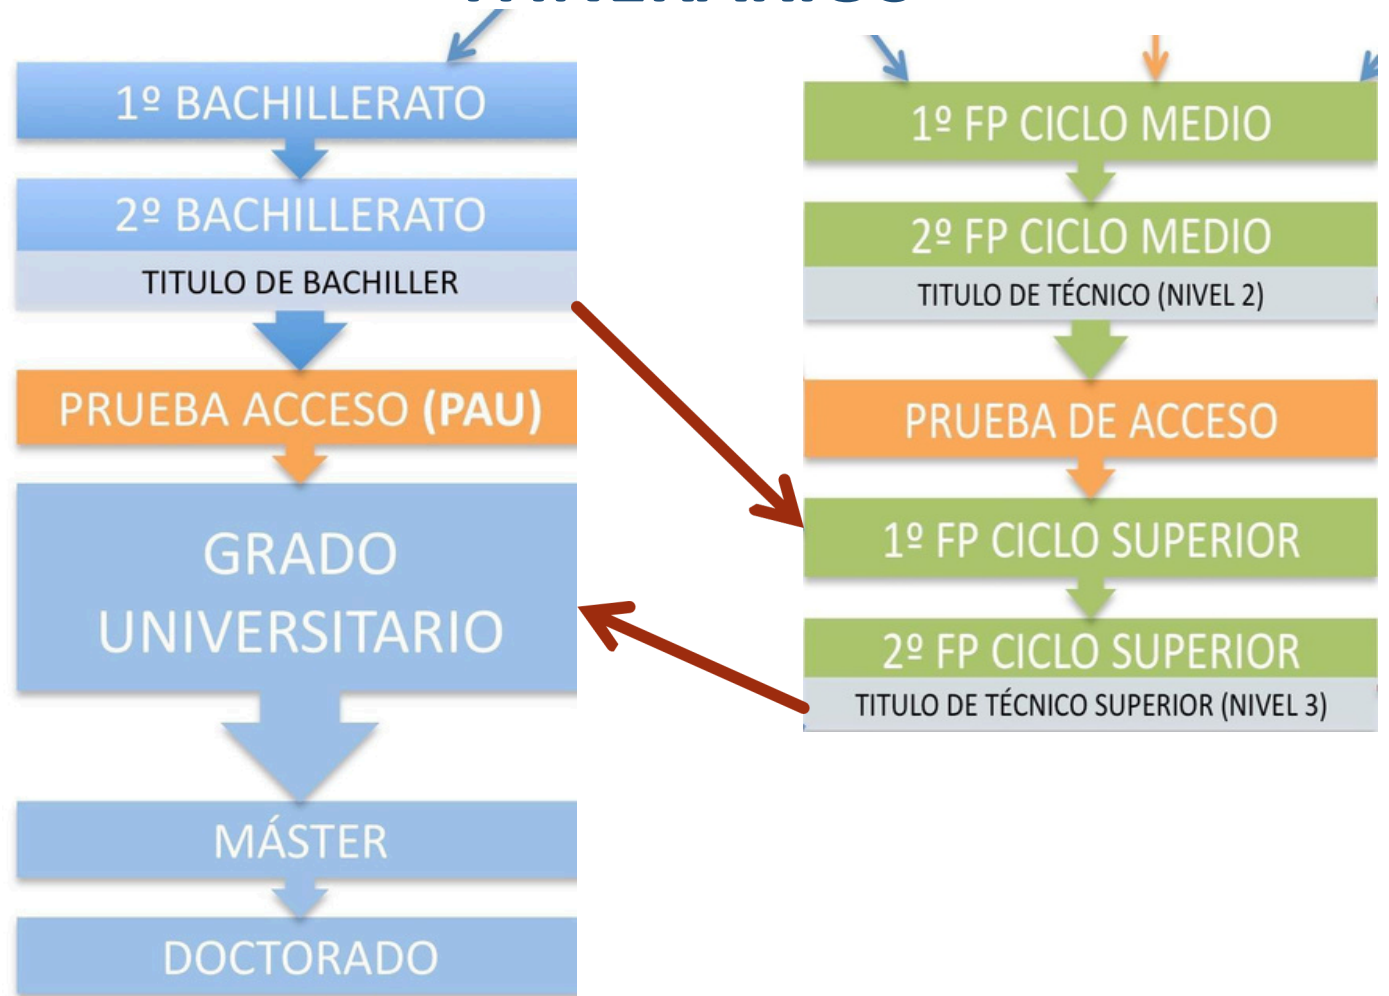 1º BACHILLERATO
2º BACHILLERATO
TITULO DE BACHILLER
PRUEBA ACCESO (PAU)
GRADO
UNIVERSITARIO
MÁSTER
DOCTORADO
1º FP CICLO MEDIO
2º FP CICLO MEDIO
TITULO DE TÉCNICO (NIVEL 2)
PRUEBA DE ACCESO
1º FP CICLO SUPERIOR
2º FP CICLO SUPERIOR
TITULO DE TÉCNICO SUPERIOR (NIVEL 3)